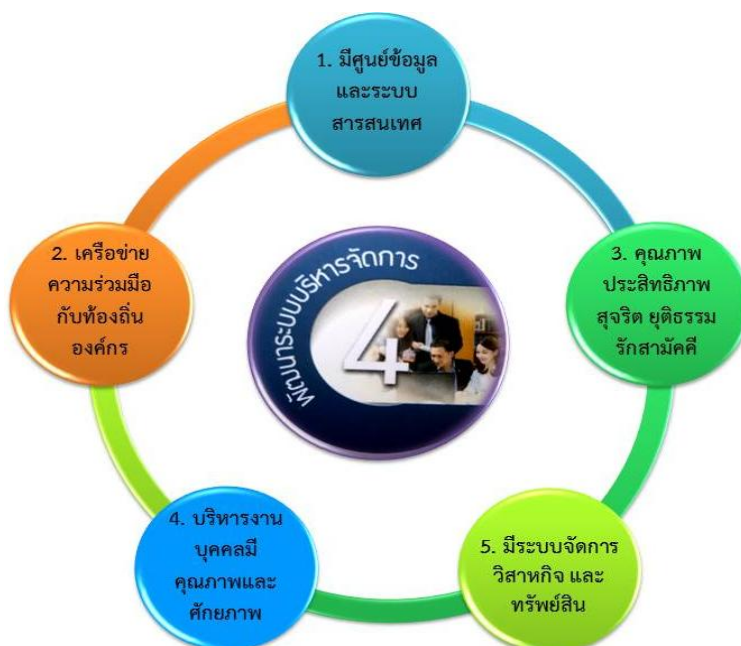 1. มีศูนย์ข้อมูล
และระบบ
สารสนเทศ
2. เครือข่าย
ความร่วมมือ
กับท้องถิ่น
องค์กร
3. คุณภาพ
ประสิทธิภาพ
สุจริต ยุติธรรม
รักสามัคคี
พัฒนาระบบบริหารจัดการ
4
4. บริหารงาน
บุคคลมี
คุณภาพและ
ศักยภาพ
5. มีระบบจัดการ
วิสาหกิจ และ
ทรัพย์สิน